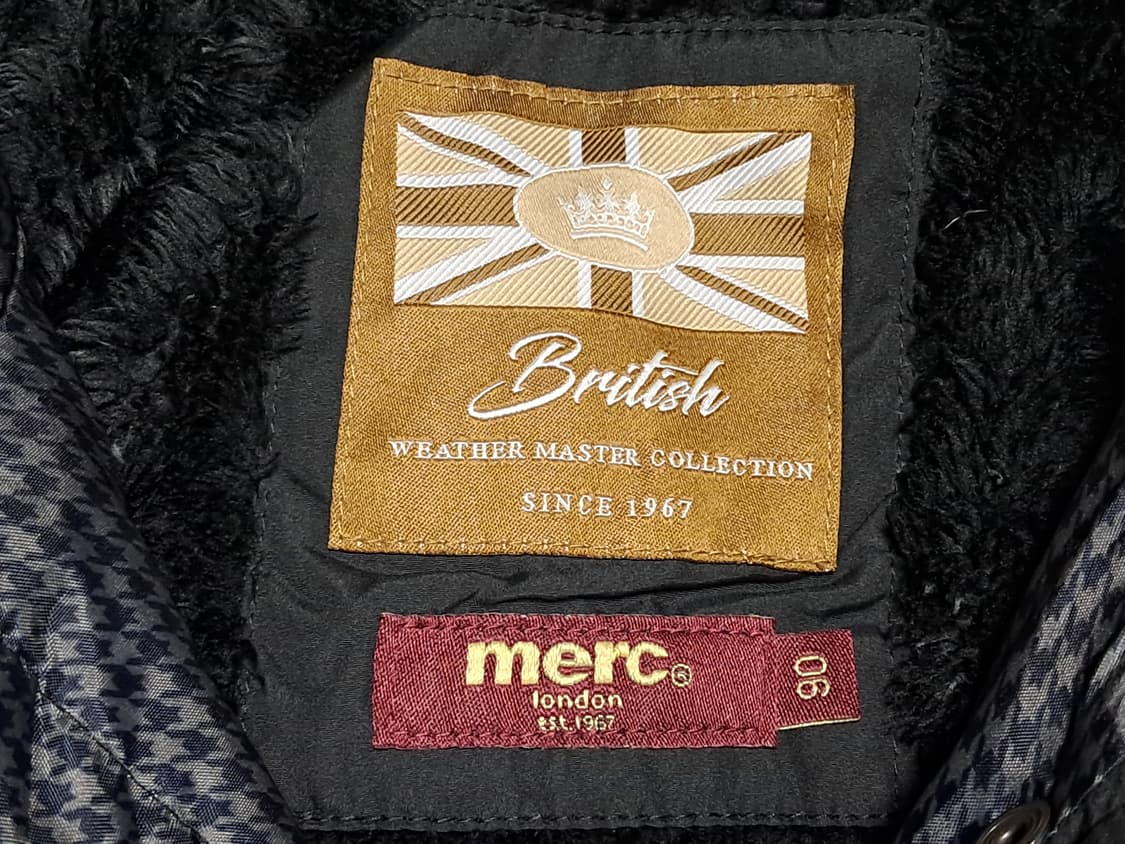 British
WEATHER MASTER COLLECTION
SINCE 1967
merc®
london
est.1967
90